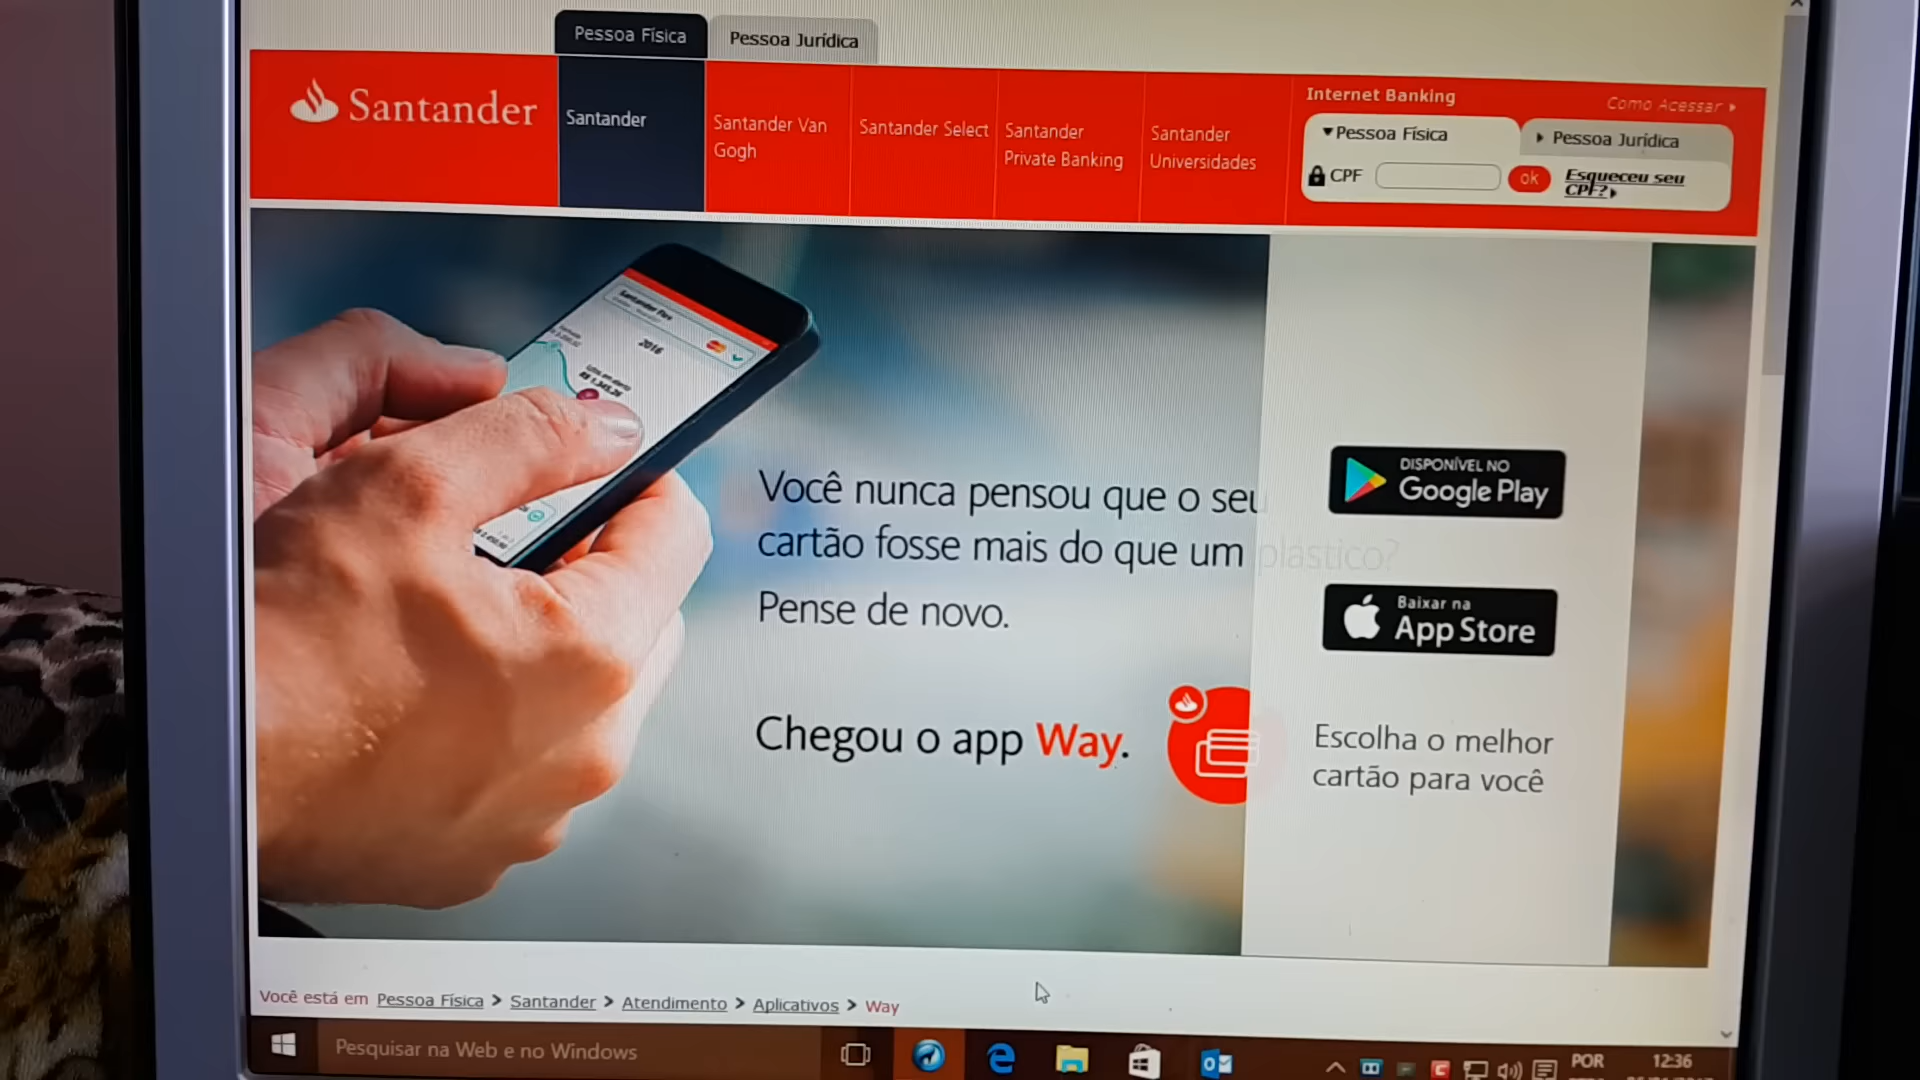 Pessoa Física
Pessoa Jurídica
Santander
Santander
Santander Van
Gogh
Santander Select
Santander
Private Banking
Santander
Universidades
Internet Banking
Como Acessar
Pessoa Física
Pessoa Jurídica
CPF
ok
Esqueceu seu
CPF?
2016
Você nunca pensou que o seu
cartão fosse mais do que um plástico?
Pense de novo.
Chegou o app Way.
DISPONÍVEL NO
Google Play
Baixar na
App Store
Escolha o melhor
cartão para você
Você está em Pessoa Física > Santander > Atendimento > Aplicativos > Way
Pesquisar na Web e no Windows
POR
12:36